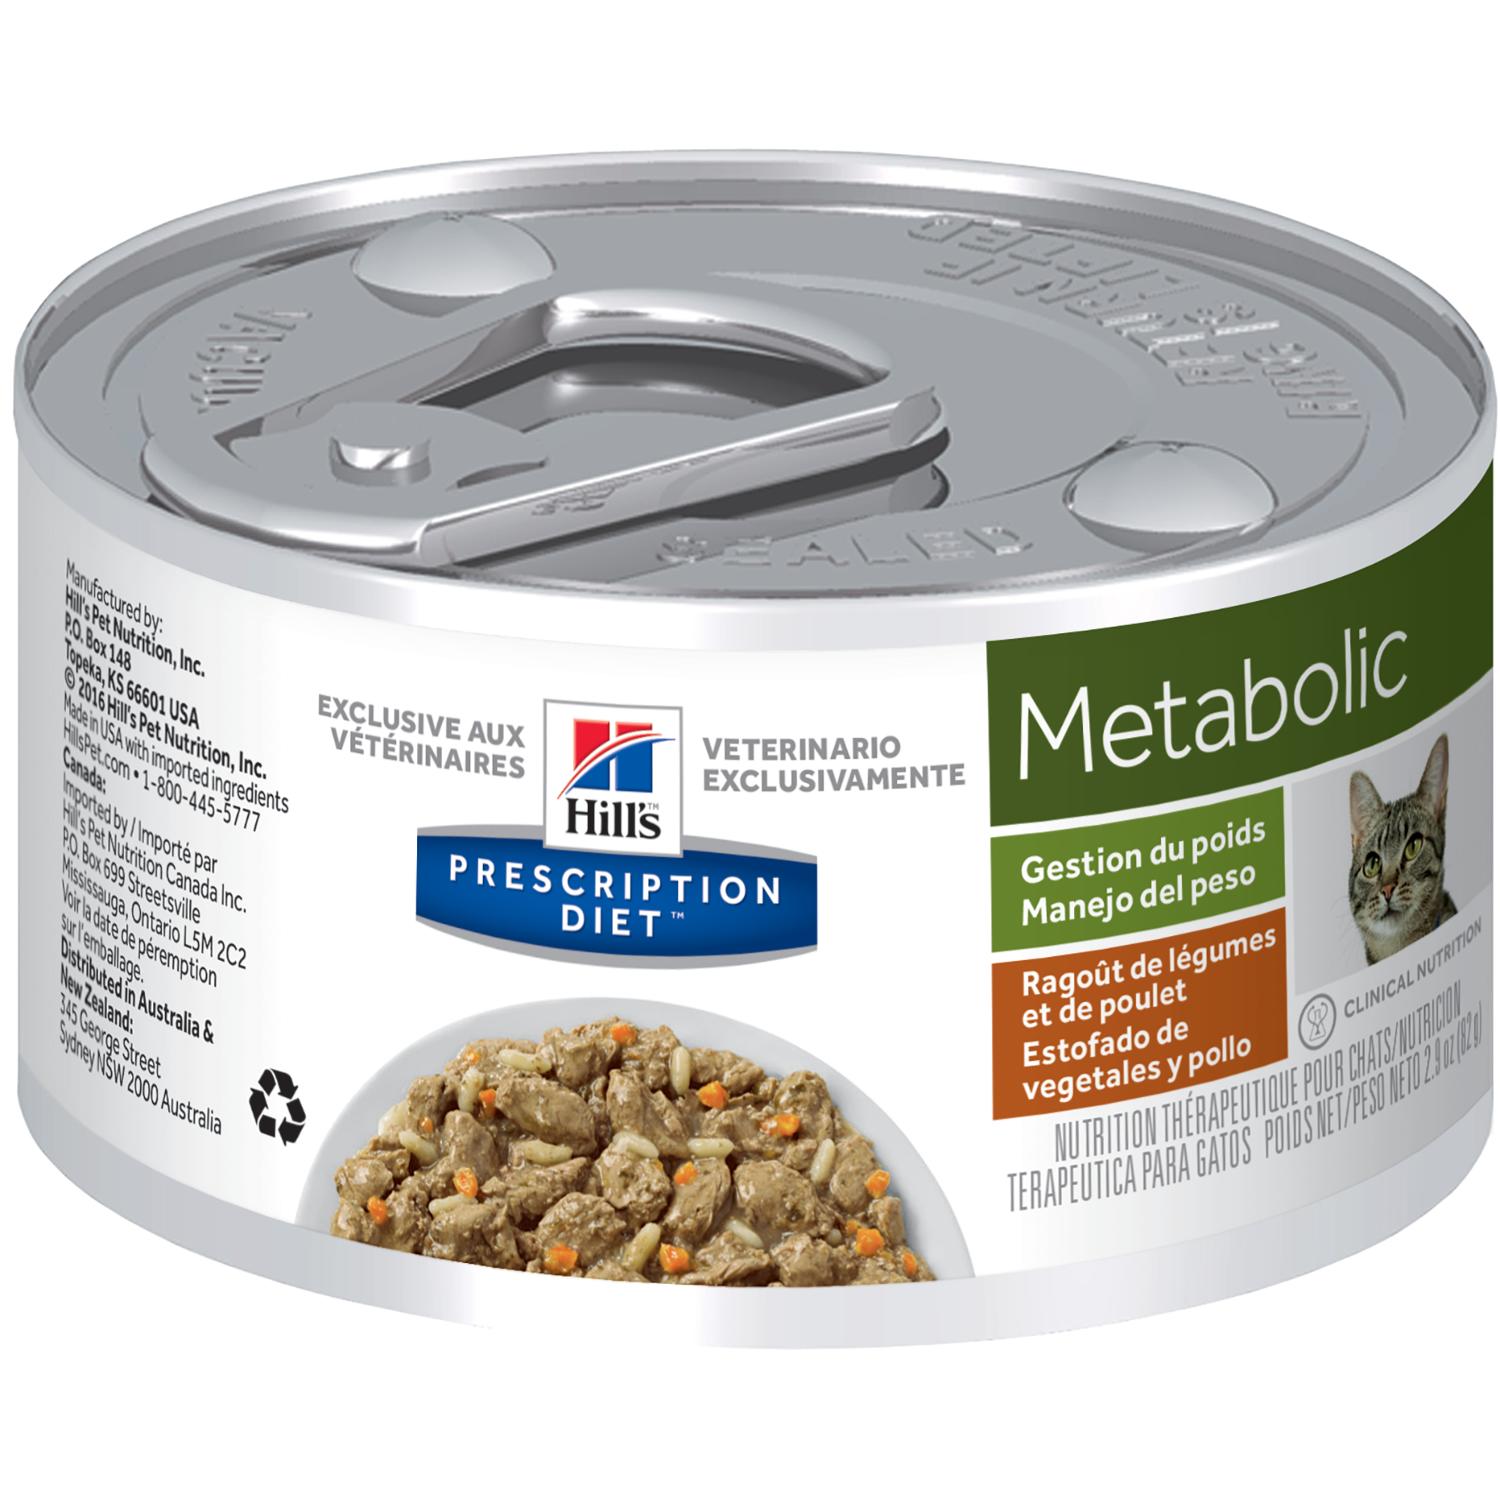 VACUUM
SEALED
Manufactured by:
Hill's Pet Nutrition, Inc.
P.O. Box 148
Topeka, KS 66601 USA
© 2016 Hill's Pet Nutrition, Inc.
Made in USA with imported ingredients
HillsPet.com • 1-800-445-5777
Canada:
Imported by / Importé par
Hill's Pet Nutrition Canada Inc.
P.O. Box 699 Streetsville
Mississauga, Ontario L5M 2C2
Voir la date de péremption
sur l'emballage.
Distributed in Australia &
New Zealand:
345 George Street
Sydney NSW 2000 Australia
EXCLUSIVE AUX
VÉTÉRINAIRES
Hill's™
VETERINARIO
EXCLUSIVAMENTE
PRESCRIPTION
DIET™
Metabolic
Gestion du poids
Manejo del peso
Ragoût de légumes
et de poulet
Estofado de
vegetales y pollo
CLINICAL NUTRITION
NUTRITION THÉRAPEUTIQUE POUR CHATS/NUTRICION
TERAPEUTICA PARA GATOS POIDS NET/PESO NETO 2.9 oz (82 g)